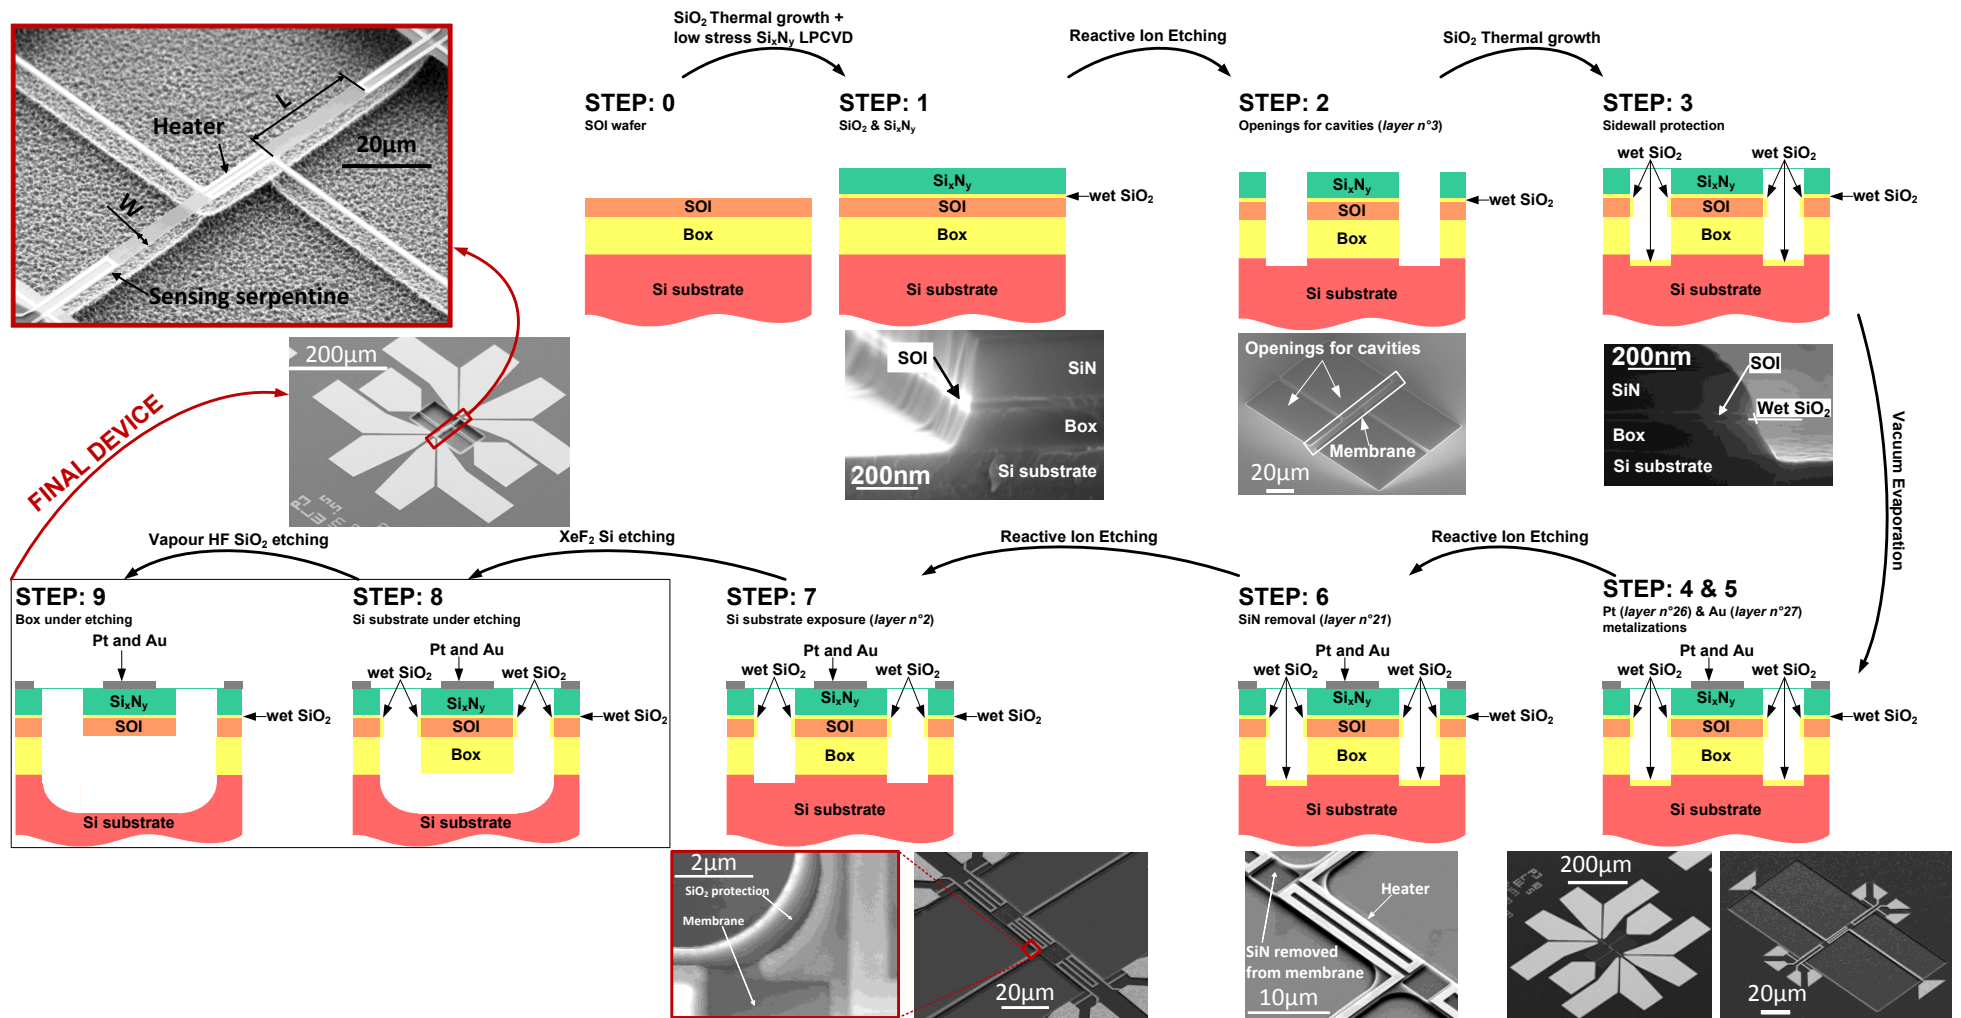 SiO₂ Thermal growth +
low stress SiₓNᵧ LPCVD
Reactive Ion Etching
SiO₂ Thermal growth
STEP: 0
SOI wafer
SOI
Box
Si substrate
STEP: 1
SiO₂ & SiₓNᵧ
SiₓNᵧ
wet SiO₂
SOI
Box
Si substrate
SOI
SiN
Box
Si substrate
200nm
STEP: 2
Openings for cavities (layer n°3)
SiₓNᵧ
wet SiO₂
SOI
Box
Si substrate
Openings for cavities
Membrane
20µm
STEP: 3
Sidewall protection
wet SiO₂
wet SiO₂
SiₓNᵧ
wet SiO₂
SOI
Box
Si substrate
200nm
SOI
SiN
Wet SiO₂
Box
Si substrate
Vacuum Evaporation
STEP: 4 & 5
Pt (layer n°26) & Au (layer n°27)
metalizations
Pt and Au
wet SiO₂
wet SiO₂
SiₓNᵧ
wet SiO₂
SOI
Box
Si substrate
200µm
20µm
Reactive Ion Etching
STEP: 6
SiN removal (layer n°21)
Pt and Au
wet SiO₂
wet SiO₂
SiₓNᵧ
wet SiO₂
SOI
Box
Si substrate
Heater
SiN removed
from membrane
10µm
Reactive Ion Etching
STEP: 7
Si substrate exposure (layer n°2)
Pt and Au
wet SiO₂
wet SiO₂
SiₓNᵧ
wet SiO₂
SOI
Box
Si substrate
2µm
SiO₂ protection
Membrane
20µm
XeF₂ Si etching
STEP: 8
Si substrate under etching
Pt and Au
wet SiO₂
wet SiO₂
SiₓNᵧ
wet SiO₂
SOI
Box
Si substrate
Vapour HF SiO₂ etching
STEP: 9
Box under etching
Pt and Au
SiₓNᵧ
wet SiO₂
SOI
Si substrate
FINAL DEVICE
200µm
L
Heater
20µm
W
Sensing serpentine